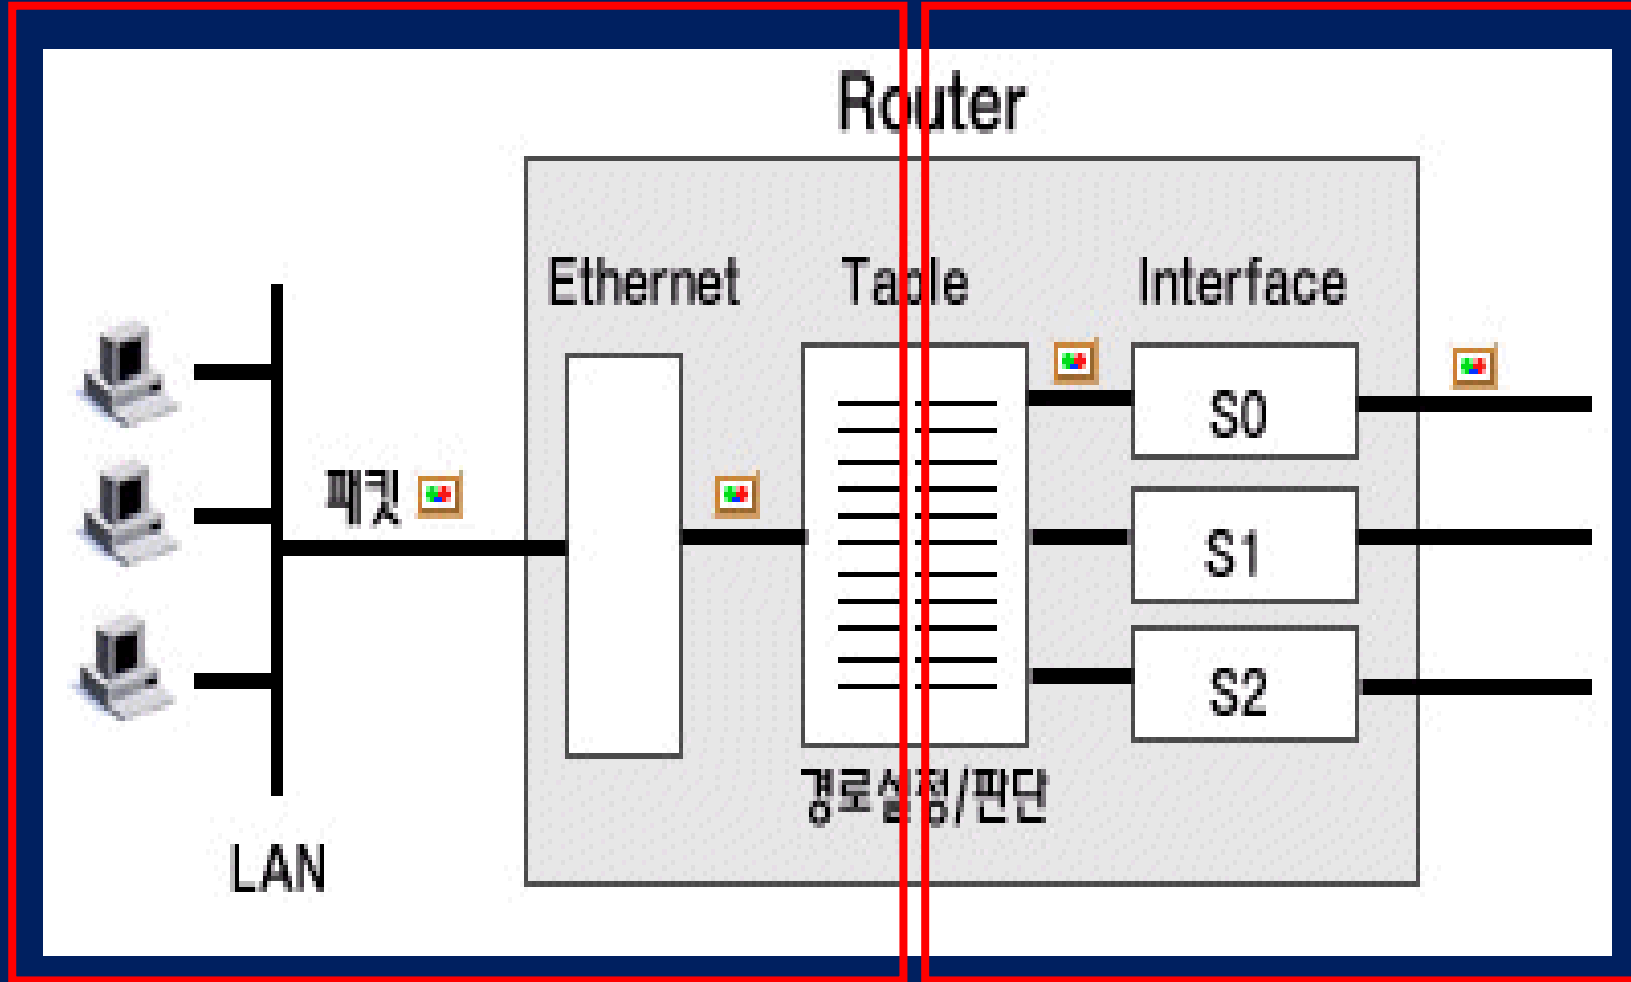 Router
Ethernet
Table
Interface
S0
패킷
S1
S2
경로설정/판단
LAN